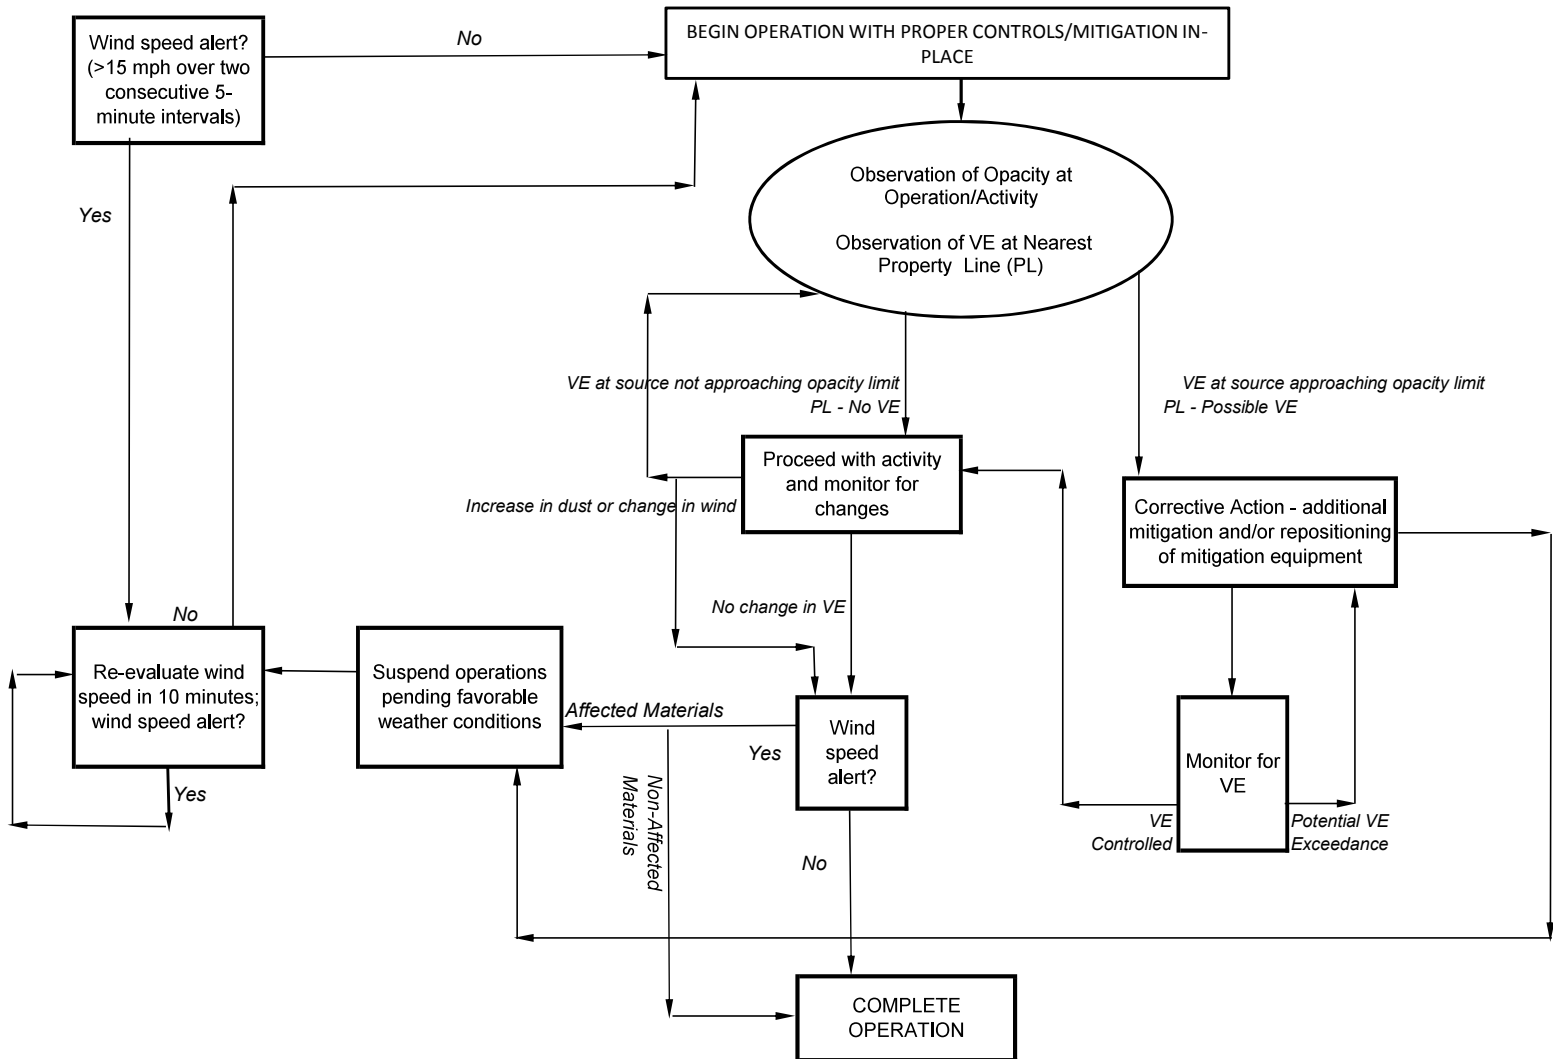 Wind speed alert?
(>15 mph over two
consecutive 5-
minute intervals)
No
BEGIN OPERATION WITH PROPER CONTROLS/MITIGATION IN-
PLACE
Observation of Opacity at
Operation/Activity
Observation of VE at Nearest
Property Line (PL)
Yes
VE at source not approaching opacity limit
PL - No VE
VE at source approaching opacity limit
PL - Possible VE
Proceed with activity
and monitor for
changes
Increase in dust or change in wind
Corrective Action - additional
mitigation and/or repositioning
of mitigation equipment
No change in VE
No
Re-evaluate wind
speed in 10 minutes;
wind speed alert?
Yes
Suspend operations
pending favorable
weather conditions
Affected Materials
Yes
Non-Affected
Materials
Wind
speed
alert?
No
Monitor for
VE
VE
Controlled
Potential VE
Exceedance
COMPLETE
OPERATION